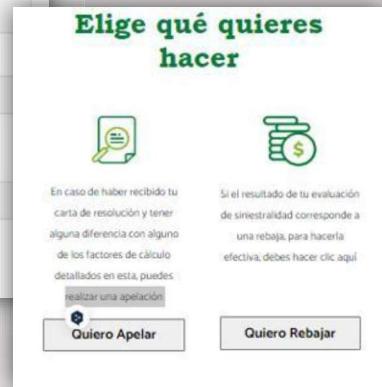 Elige qué quieres
hacer
En caso de haber recibido tu
carta de resolución y tener
alguna diferencia con alguno
de los factores de cálculo
detallados en esta, puedes
realizar una apelación
Quiero Apelar
Si el resultado de tu evaluación
de siniestralidad corresponde a
una rebaja, para hacerla
efectiva, debes hacer clic aquí
Quiero Rebajar